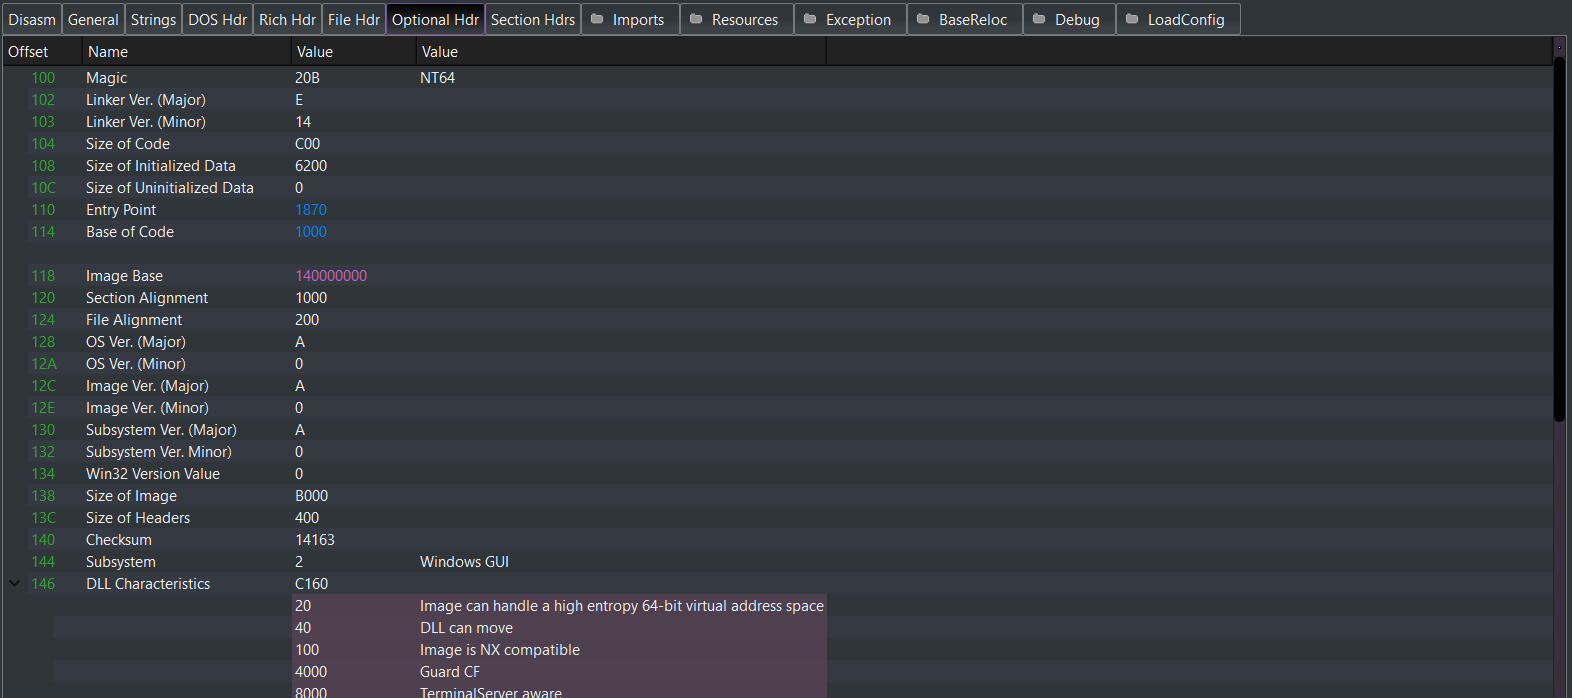 Disasm General Strings DOS Hdr Rich Hdr File Hdr Optional Hdr Section Hdrs Imports Resources Exception BaseReloc Debug LoadConfig
Offset Name Value Value
100 Magic 20B NT64
102 Linker Ver. (Major) E
103 Linker Ver. (Minor) 14
104 Size of Code C00
108 Size of Initialized Data 6200
10C Size of Uninitialized Data 0
110 Entry Point 1870
114 Base of Code 1000
118 Image Base 140000000
120 Section Alignment 1000
124 File Alignment 200
128 OS Ver. (Major) A
12A OS Ver. (Minor) 0
12C Image Ver. (Major) A
12E Image Ver. (Minor) 0
130 Subsystem Ver. (Major) A
132 Subsystem Ver. Minor) 0
134 Win32 Version Value 0
138 Size of Image B000
13C Size of Headers 400
140 Checksum 14163
144 Subsystem 2 Windows GUI
146 DLL Characteristics C160
20 Image can handle a high entropy 64-bit virtual address space
40 DLL can move
100 Image is NX compatible
4000 Guard CF
8000 TerminalServer aware